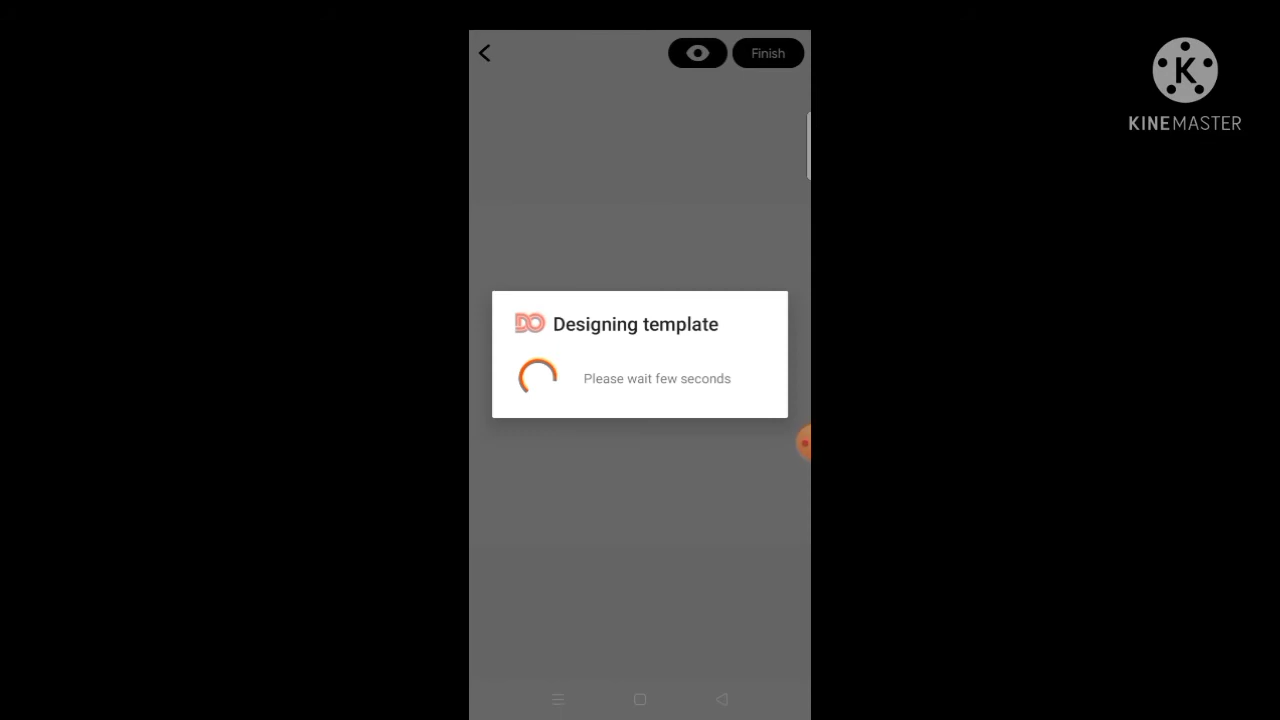 Finish
K
KINEMASTER
DO Designing template
Please wait few seconds